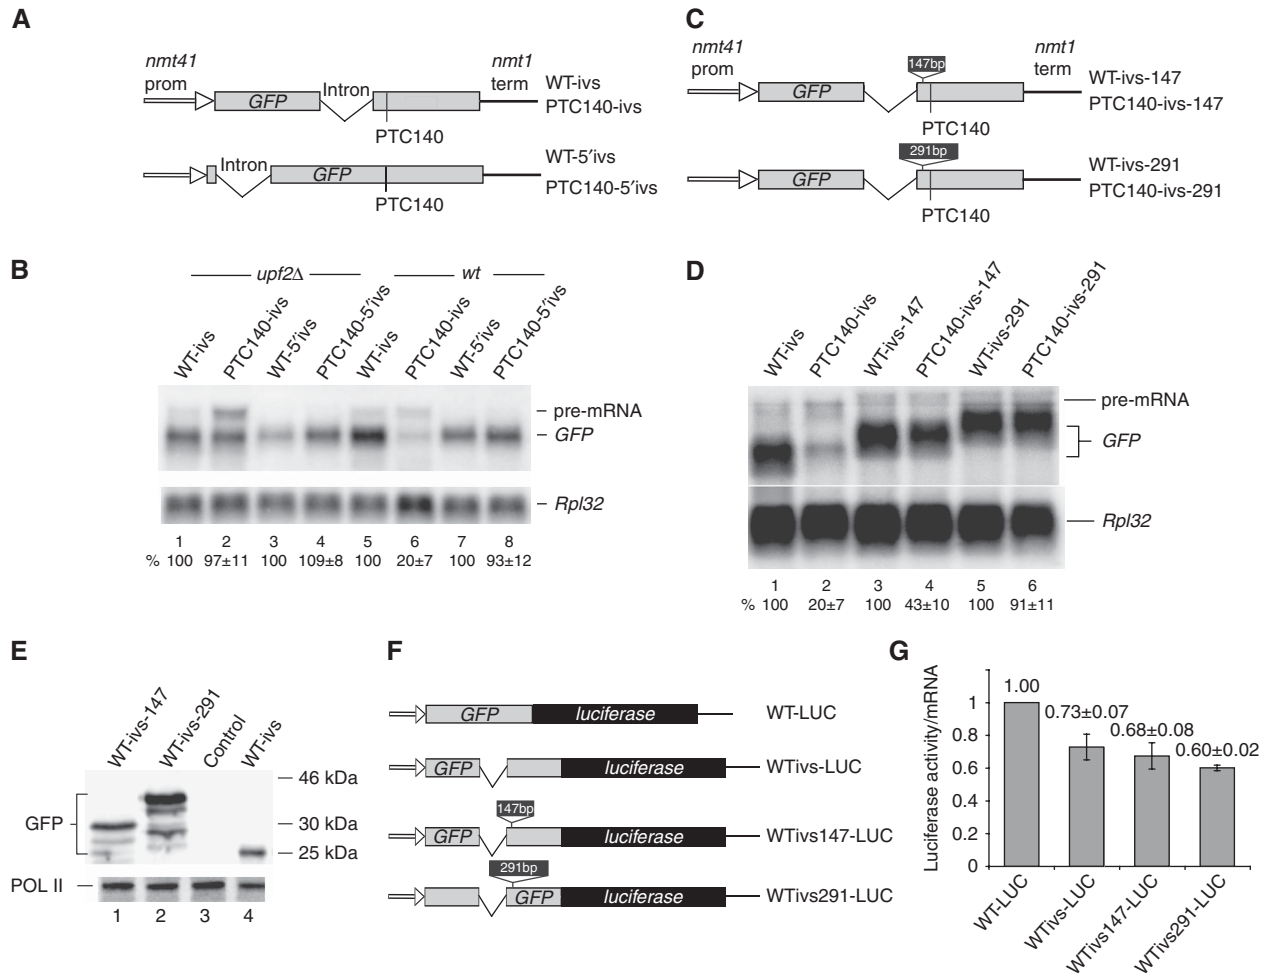 A
nmt41
prom
GFP
Intron
nmt1
term
WT-ivs
PTC140-ivs
PTC140
Intron
GFP
WT-5′ivs
PTC140-5′ivs
PTC140
C
nmt41
prom
147bp
nmt1
term
GFP
WT-ivs-147
PTC140-ivs-147
PTC140
291bp
GFP
WT-ivs-291
PTC140-ivs-291
PTC140
B
upf2Δ
wt
WT-ivs
PTC140-ivs
WT-5′ivs
PTC140-5′ivs
WT-ivs
PTC140-ivs
WT-5′ivs
PTC140-5′ivs
pre-mRNA
GFP
Rpl32
1 2 3 4 5 6 7 8
% 100 97±11 100 109±8 100 20±7 100 93±12
D
WT-ivs
PTC140-ivs
WT-ivs-147
PTC140-ivs-147
WT-ivs-291
PTC140-ivs-291
pre-mRNA
GFP
Rpl32
1 2 3 4 5 6
% 100 20±7 100 43±10 100 91±11
E
WT-ivs-147
WT-ivs-291
Control
WT-ivs
46 kDa
GFP
30 kDa
25 kDa
POL II
1 2 3 4
F
GFP luciferase WT-LUC
GFP luciferase WTivs-LUC
147bp
GFP luciferase WTivs147-LUC
291bp
GFP luciferase WTivs291-LUC
G
Luciferase activity/mRNA
1
0.8
0.6
0.4
0.2
0
1.00
0.73±0.07
0.68±0.08
0.60±0.02
WT-LUC
WTivs-LUC
WTivs147-LUC
WTivs291-LUC